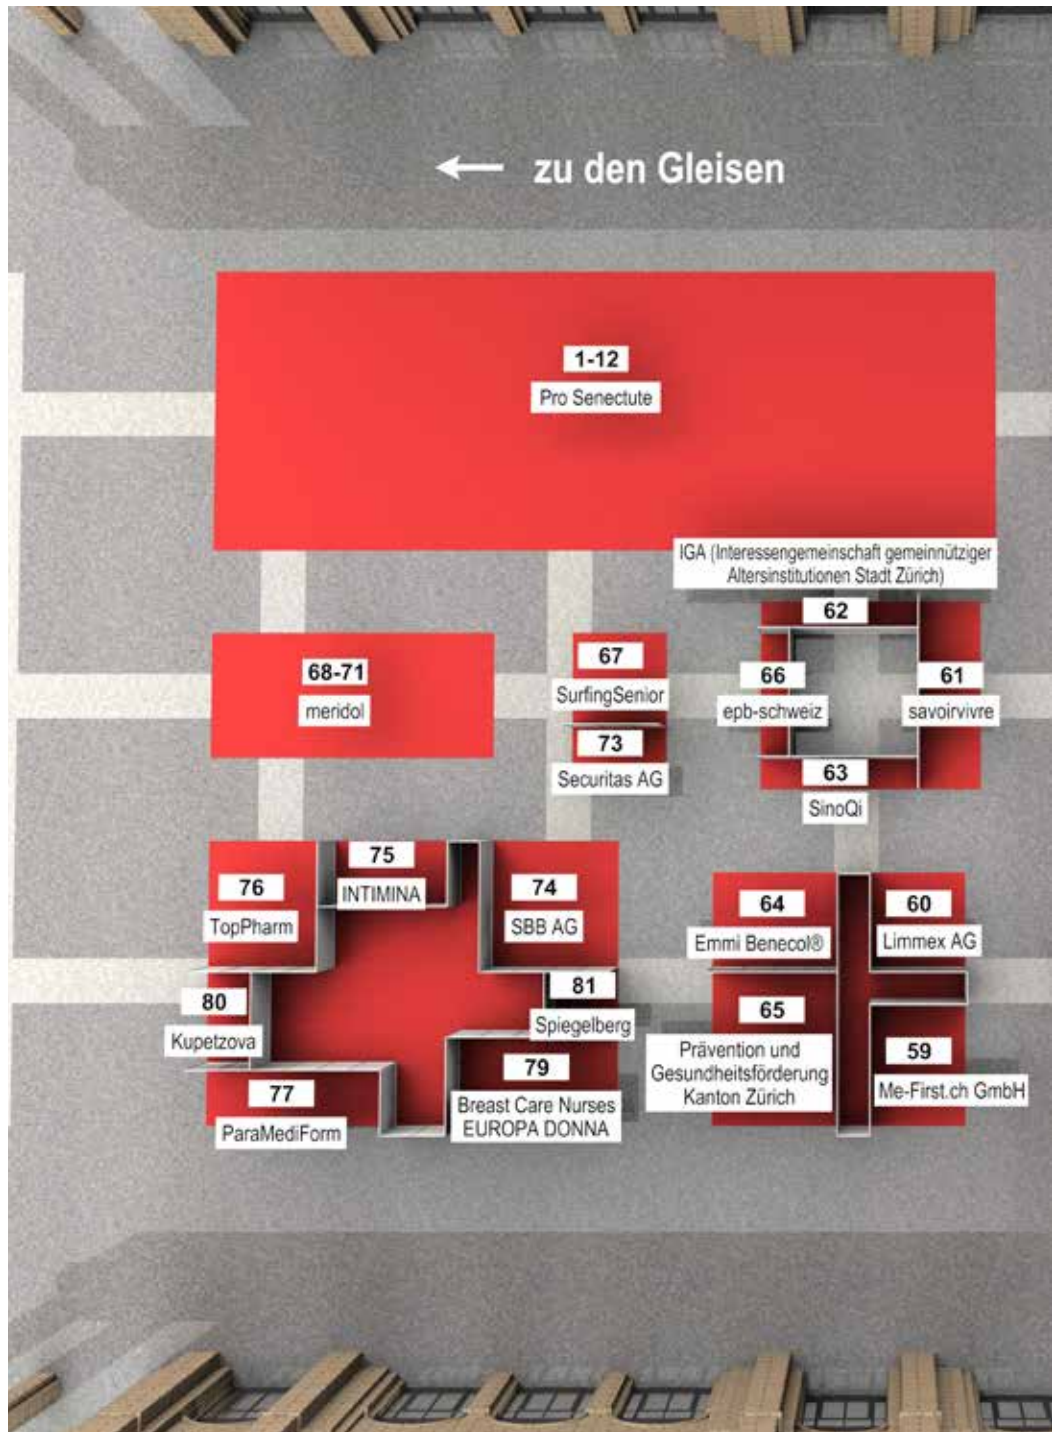 ← zu den Gleisen
1-12
Pro Senectute
IGA (Interessengemeinschaft gemeinnütziger
Altersinstitutionen Stadt Zürich)
62
68-71
meridol
67
SurfingSenior
66
epb-schweiz
61
savoirvivre
73
Securitas AG
63
SinoQi
76
TopPharm
75
INTIMINA
74
SBB AG
64
Emmi Benecol®
60
Limmex AG
80
Kupetzova
81
Spiegelberg
65
Prävention und
Gesundheitsförderung
Kanton Zürich
59
Me-First.ch GmbH
77
ParaMediForm
79
Breast Care Nurses
EUROPA DONNA